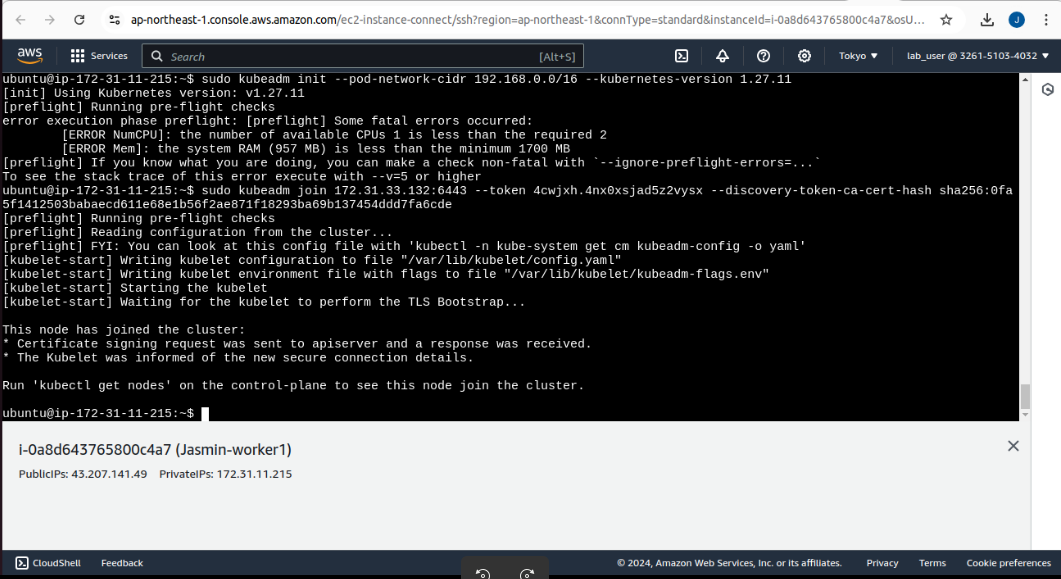 ap-northeast-1.console.aws.amazon.com/ec2-instance-connect/ssh?region=ap-northeast-1&connType=standard&instanceId=i-0a8d643765800c4a7&osU...
J
aws Services Search [Alt+S] Tokyo ▼ lab_user @ 3261-5103-4032 ▼
ubuntu@ip-172-31-11-215:~$ sudo kubeadm init --pod-network-cidr 192.168.0.0/16 --kubernetes-version 1.27.11
[init] Using Kubernetes version: v1.27.11
[preflight] Running pre-flight checks
error execution phase preflight: [preflight] Some fatal errors occurred:
[ERROR NumCPU]: the number of available CPUs 1 is less than the required 2
[ERROR Mem]: the system RAM (957 MB) is less than the minimum 1700 MB
[preflight] If you know what you are doing, you can make a check non-fatal with `--ignore-preflight-errors=...`
To see the stack trace of this error execute with --v=5 or higher
ubuntu@ip-172-31-11-215:~$ sudo kubeadm join 172.31.33.132:6443 --token 4cwjxh.4nx0xsjad5z2vysx --discovery-token-ca-cert-hash sha256:0fa
5f1412503babaecd611e68e1b56f2ae871f18293ba69b137454ddd7fa6cde
[preflight] Running pre-flight checks
[preflight] Reading configuration from the cluster...
[preflight] FYI: You can look at this config file with 'kubectl -n kube-system get cm kubeadm-config -o yaml'
[kubelet-start] Writing kubelet configuration to file "/var/lib/kubelet/config.yaml"
[kubelet-start] Writing kubelet environment file with flags to file "/var/lib/kubelet/kubeadm-flags.env"
[kubelet-start] Starting the kubelet
[kubelet-start] Waiting for the kubelet to perform the TLS Bootstrap...
This node has joined the cluster:
* Certificate signing request was sent to apiserver and a response was received.
* The Kubelet was informed of the new secure connection details.
Run 'kubectl get nodes' on the control-plane to see this node join the cluster.
ubuntu@ip-172-31-11-215:~$
i-0a8d643765800c4a7 (Jasmin-worker1)
PublicIPs: 43.207.141.49 PrivateIPs: 172.31.11.215
CloudShell Feedback © 2024, Amazon Web Services, Inc. or its affiliates. Privacy Terms Cookie preferences